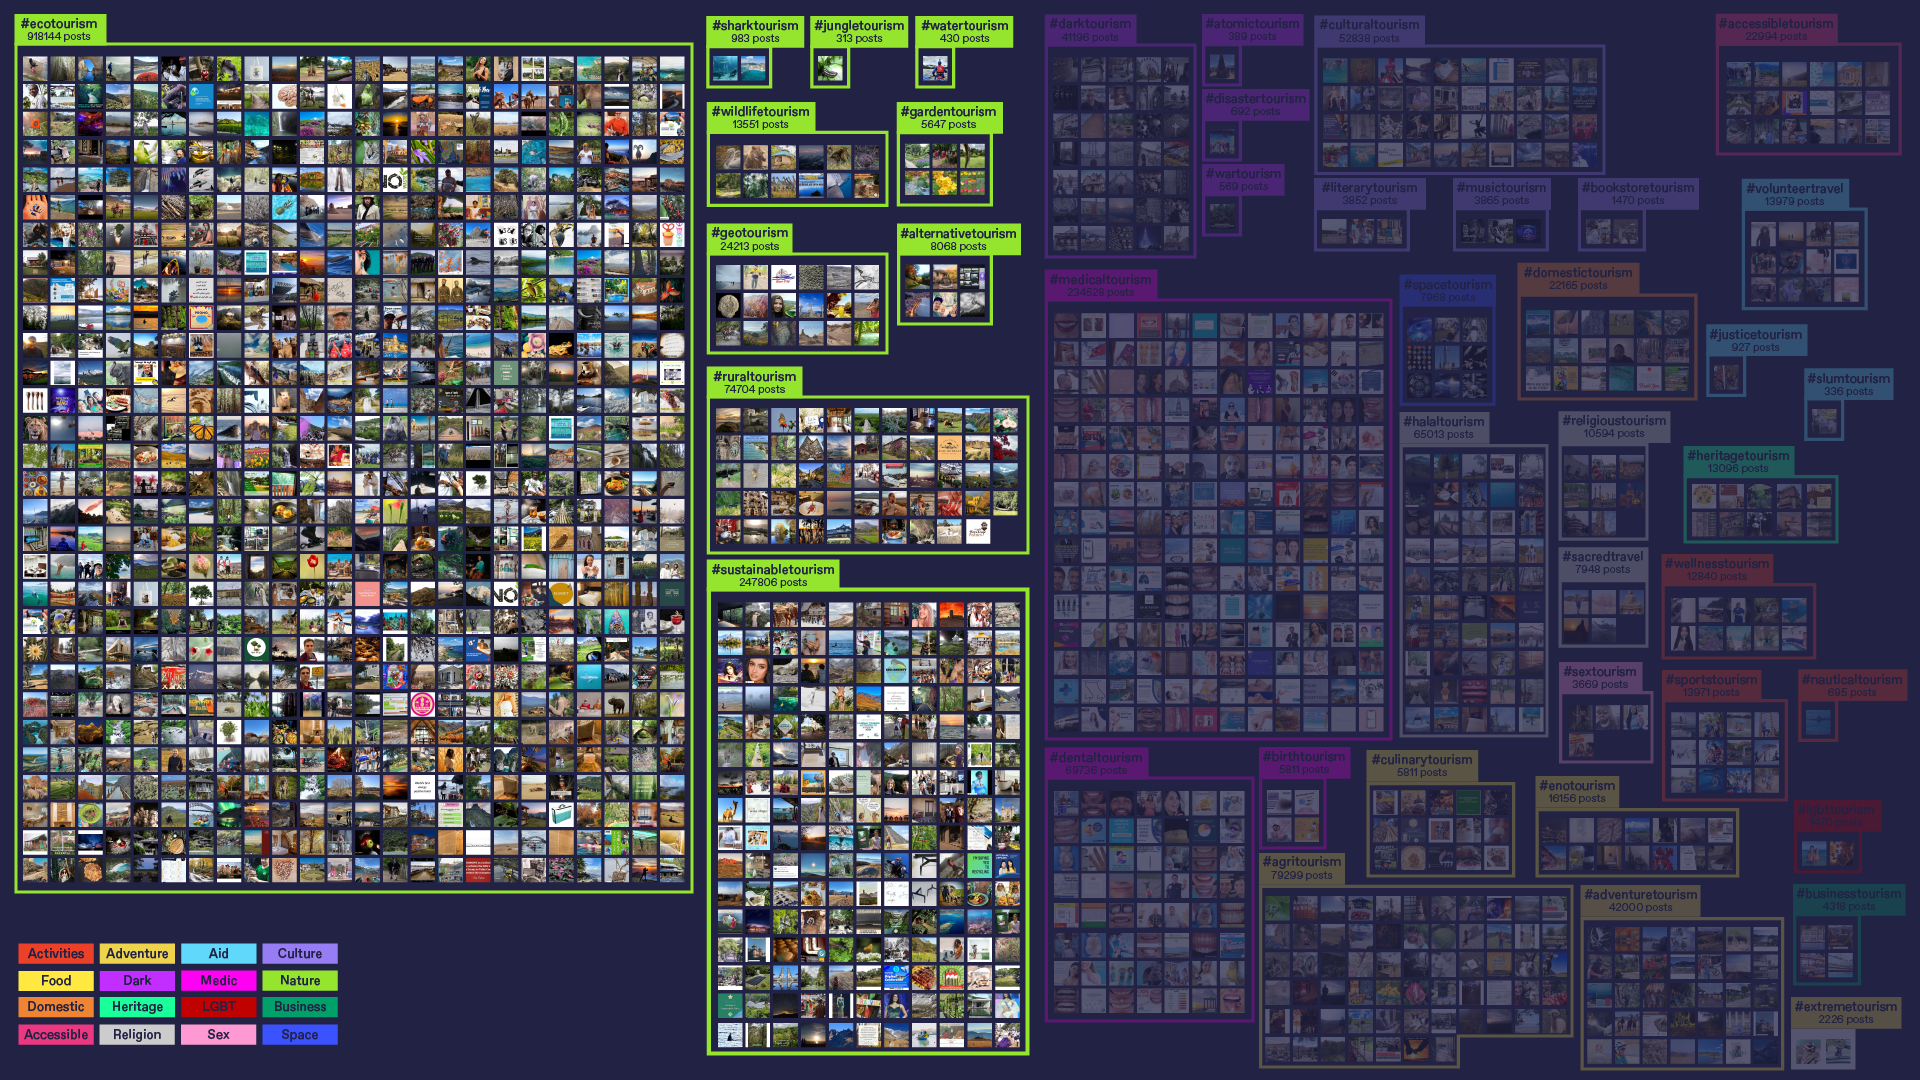 #ecotourism
918144 posts
#sharktourism
983 posts
#jungletourism
313 posts
#watertourism
430 posts
#wildlifetourism
13551 posts
#gardentourism
5647 posts
#geotourism
24213 posts
#alternativetourism
8068 posts
#ruraltourism
74704 posts
#sustainabletourism
247806 posts
#darktourism
41196 posts
#atomictourism
389 posts
#disastertourism
692 posts
#wartourism
569 posts
#culturaltourism
52838 posts
#literarytourism
3852 posts
#musictourism
3865 posts
#bookstoretourism
1470 posts
#accessibletourism
22994 posts
#volunteertravel
13979 posts
#medicaltourism
234528 posts
#spacetourism
7968 posts
#domestictourism
22165 posts
#justicetourism
927 posts
#slumtourism
336 posts
#halaltourism
65013 posts
#religioustourism
10594 posts
#heritagetourism
13096 posts
#sacredtravel
7948 posts
#wellnesstourism
12840 posts
#sextourism
3669 posts
#sportstourism
13971 posts
#nauticaltourism
695 posts
#dentaltourism
69736 posts
#birthtourism
5811 posts
#culinarytourism
5811 posts
#enotourism
16156 posts
#agritourism
79299 posts
#adventuretourism
42000 posts
#businesstourism
4318 posts
#extremetourism
2226 posts
Activities
Adventure
Aid
Culture
Food
Dark
Medic
Nature
Domestic
Heritage
LGBT
Business
Accessible
Religion
Sex
Space